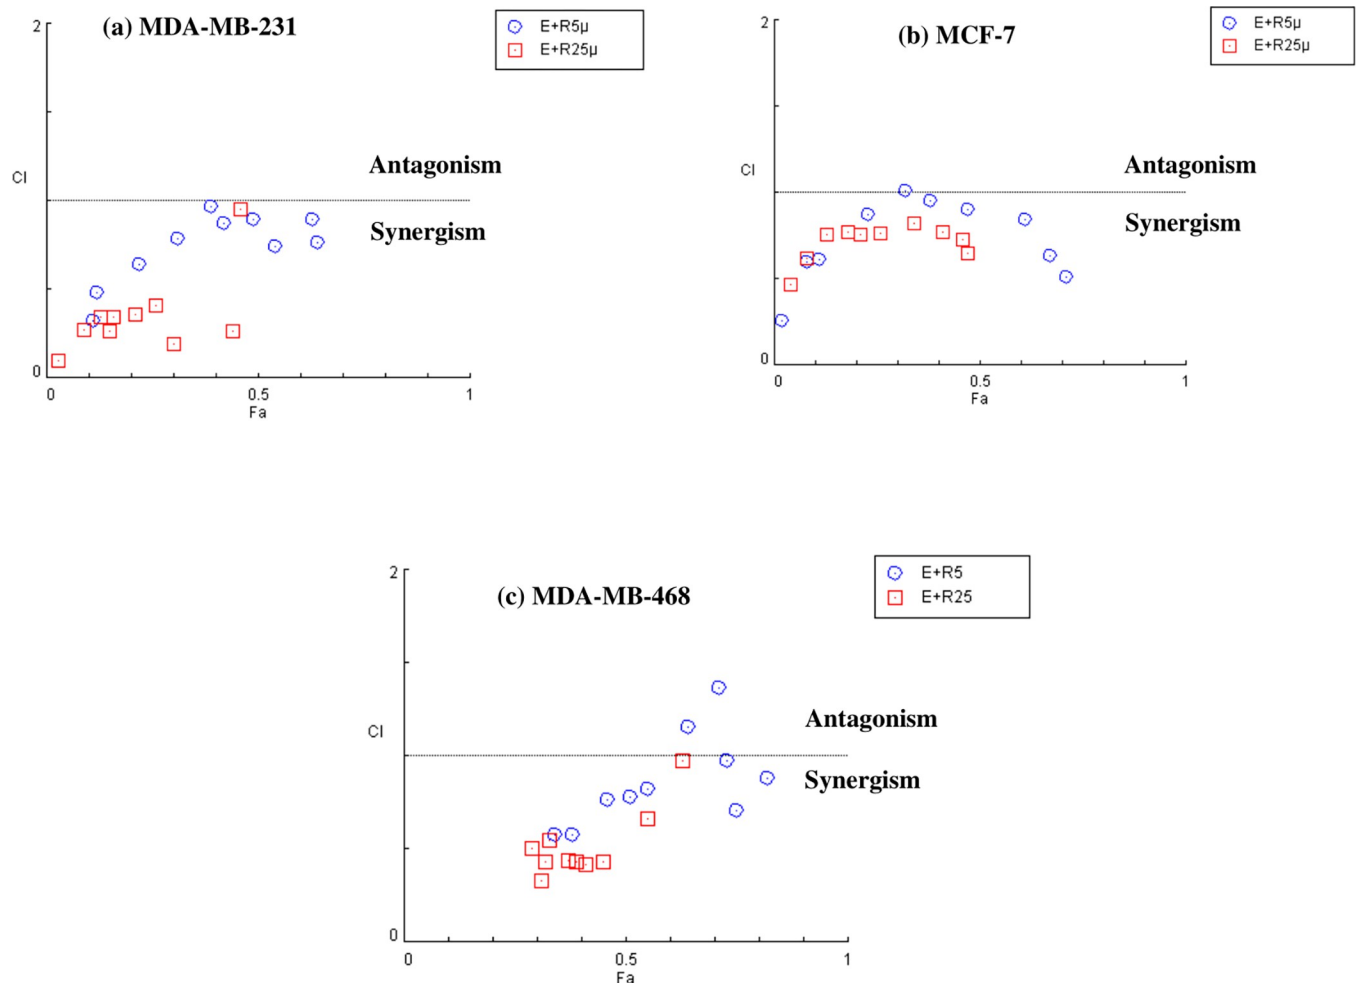 (a) MDA-MB-231
E+R5μ
E+R25μ
2
CI
Antagonism
Synergism
0
0 0.5 1
Fa
(b) MCF-7
E+R5μ
E+R25μ
2
CI
Antagonism
Synergism
0
0 0.5 1
Fa
(c) MDA-MB-468
E+R5
E+R25
2
CI
Antagonism
Synergism
0
0 0.5 1
Fa